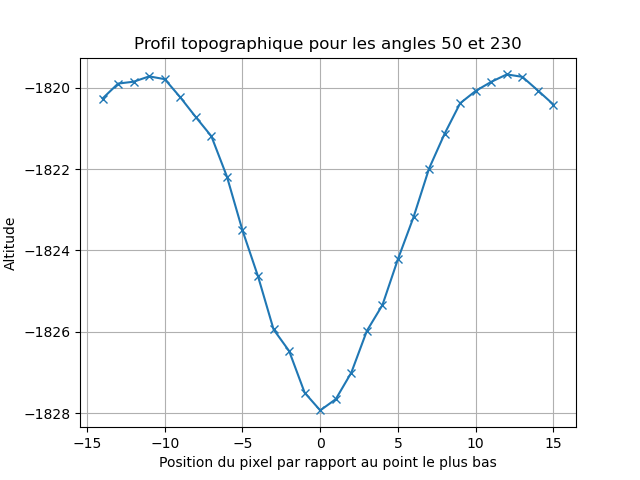 Profil topographique pour les angles 50 et 230
−1820
−1822
−1824
−1826
−1828
Altitude
−15 −10 −5 0 5 10 15
Position du pixel par rapport au point le plus bas